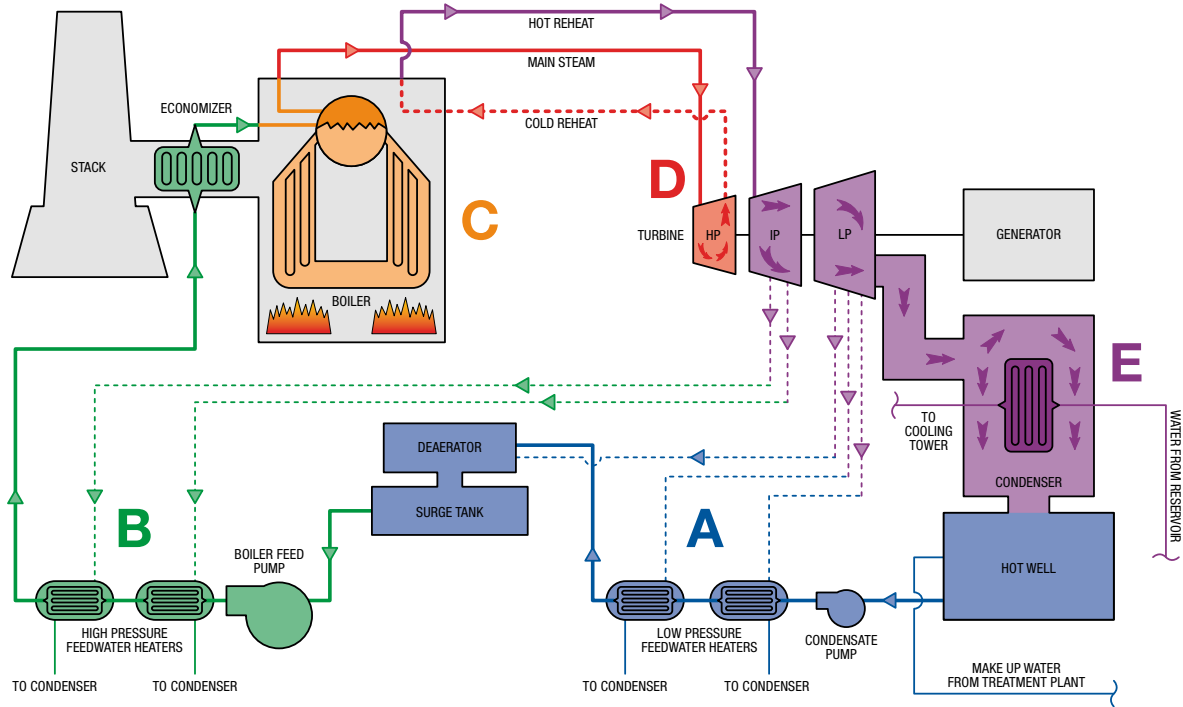 HOT REHEAT
MAIN STEAM
ECONOMIZER
COLD REHEAT
STACK
D
C
TURBINE
HP
IP
LP
GENERATOR
BOILER
E
TO
COOLING
TOWER
WATER FROM RESERVOIR
DEAERATOR
CONDENSER
SURGE TANK
B
A
BOILER FEED
PUMP
HOT WELL
HIGH PRESSURE
FEEDWATER HEATERS
LOW PRESSURE
FEEDWATER HEATERS
CONDENSATE
PUMP
MAKE UP WATER
FROM TREATMENT PLANT
TO CONDENSER
TO CONDENSER
TO CONDENSER
TO CONDENSER